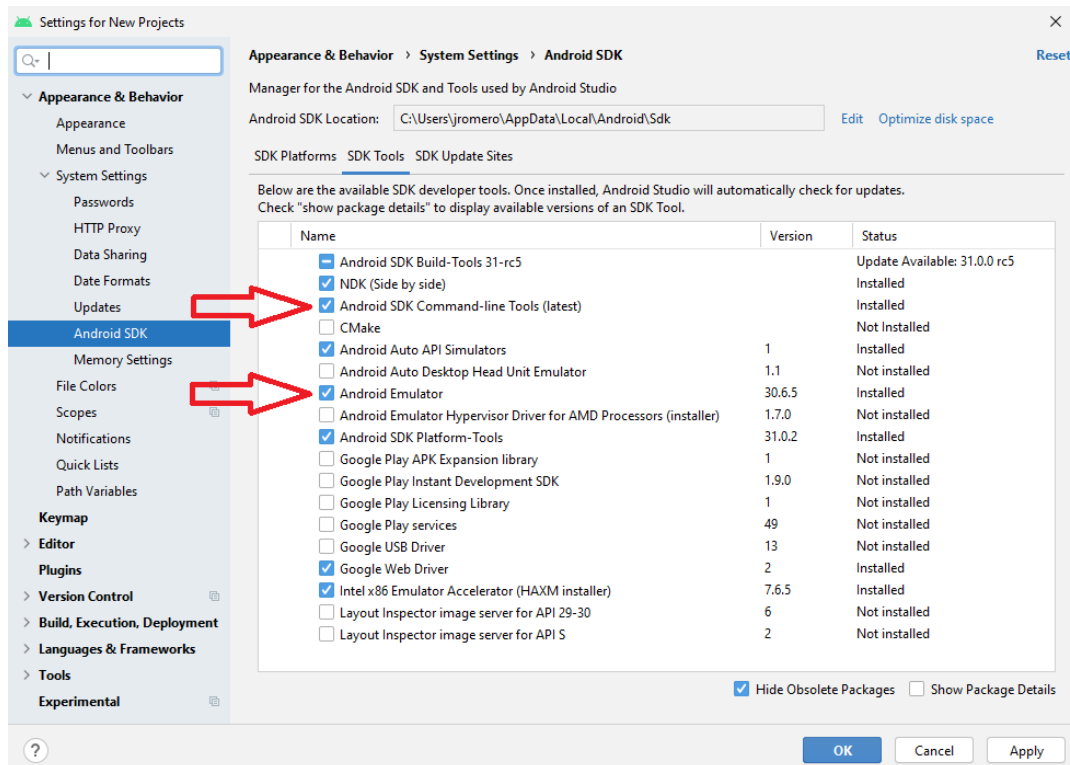 Settings for New Projects
Appearance & Behavior
Appearance
Menus and Toolbars
System Settings
Passwords
HTTP Proxy
Data Sharing
Date Formats
Updates
Android SDK
Memory Settings
File Colors
Scopes
Notifications
Quick Lists
Path Variables
Keymap
Editor
Plugins
Version Control
Build, Execution, Deployment
Languages & Frameworks
Tools
Experimental
Appearance & Behavior › System Settings › Android SDK Reset
Manager for the Android SDK and Tools used by Android Studio
Android SDK Location: C:\Users\jromero\AppData\Local\Android\Sdk Edit Optimize disk space
SDK Platforms SDK Tools SDK Update Sites
Below are the available SDK developer tools. Once installed, Android Studio will automatically check for updates.
Check "show package details" to display available versions of an SDK Tool.
Name Version Status
Android SDK Build-Tools 31-rc5 Update Available: 31.0.0 rc5
NDK (Side by side) Installed
Android SDK Command-line Tools (latest) Installed
CMake Not Installed
Android Auto API Simulators 1 Installed
Android Auto Desktop Head Unit Emulator 1.1 Not installed
Android Emulator 30.6.5 Installed
Android Emulator Hypervisor Driver for AMD Processors (installer) 1.7.0 Not installed
Android SDK Platform-Tools 31.0.2 Installed
Google Play APK Expansion library 1 Not installed
Google Play Instant Development SDK 1.9.0 Not installed
Google Play Licensing Library 1 Not installed
Google Play services 49 Not installed
Google USB Driver 13 Not installed
Google Web Driver 2 Installed
Intel x86 Emulator Accelerator (HAXM installer) 7.6.5 Installed
Layout Inspector image server for API 29-30 6 Not installed
Layout Inspector image server for API S 2 Not installed
Hide Obsolete Packages Show Package Details
? OK Cancel Apply